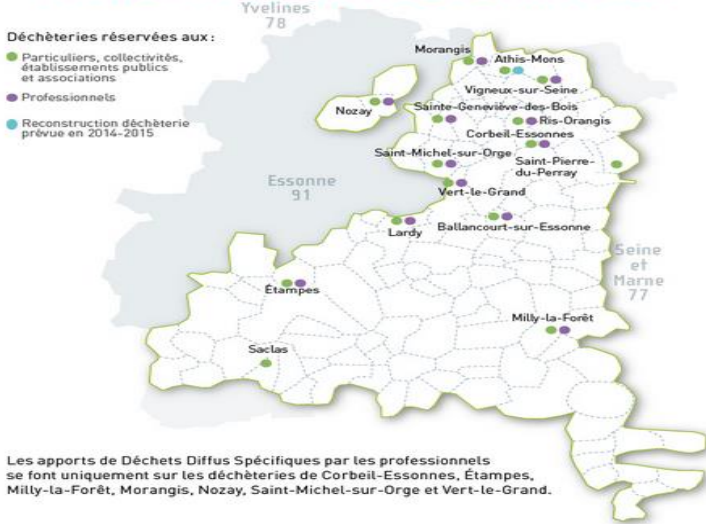 Yvelines
78
Déchèteries réservées aux :
Particuliers, collectivités,
établissements publics
et associations
Professionnels
Reconstruction déchèterie
prévue en 2014-2015
Morangis
Athis-Mons
Vigneux-sur-Seine
Nozay
Sainte-Geneviève-des-Bois
Ris-Orangis
Corbeil-Essonnes
Saint-Michel-sur-Orge
Saint-Pierre-
du-Perray
Essonne
91
Vert-le-Grand
Lardy
Ballancourt-sur-Essonne
Seine
et
Marne
77
Étampes
Milly-la-Forêt
Saclas
Les apports de Déchets Diffus Spécifiques par les professionnels
se font uniquement sur les déchèteries de Corbeil-Essonnes, Étampes,
Milly-la-Forêt, Morangis, Nozay, Saint-Michel-sur-Orge et Vert-le-Grand.